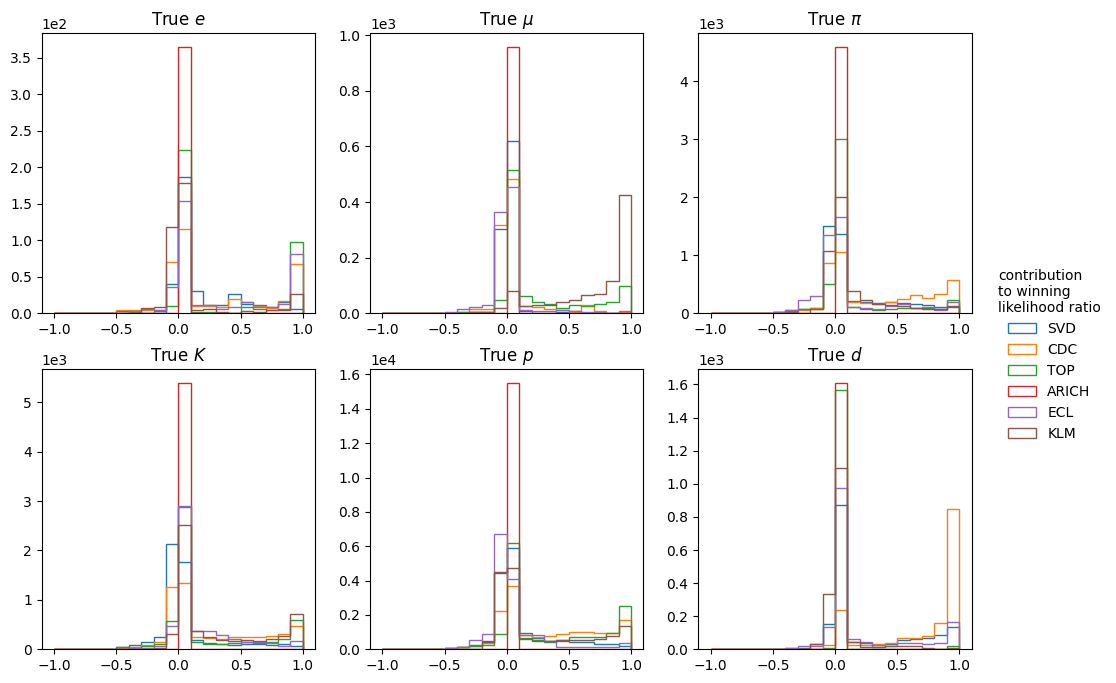 True e
1e2
3.5
3.0
2.5
2.0
1.5
1.0
0.5
0.0
−1.0 −0.5 0.0 0.5 1.0
True μ
1e3
1.0
0.8
0.6
0.4
0.2
0.0
−1.0 −0.5 0.0 0.5 1.0
True π
1e3
4
3
2
1
0
−1.0 −0.5 0.0 0.5 1.0
True K
1e3
5
4
3
2
1
0
−1.0 −0.5 0.0 0.5 1.0
True p
1e4
1.6
1.4
1.2
1.0
0.8
0.6
0.4
0.2
0.0
−1.0 −0.5 0.0 0.5 1.0
True d
1e3
1.6
1.4
1.2
1.0
0.8
0.6
0.4
0.2
0.0
−1.0 −0.5 0.0 0.5 1.0
contribution
to winning
likelihood ratio
SVD
CDC
TOP
ARICH
ECL
KLM